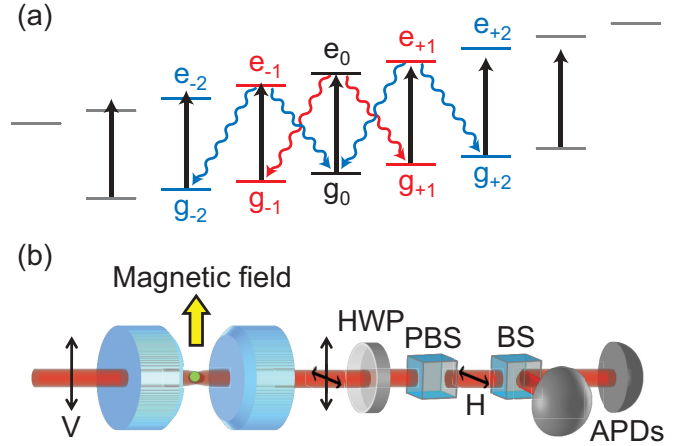 (a)
e₋₂ e₋₁ e₀ e₊₁ e₊₂
g₋₂ g₋₁ g₀ g₊₁ g₊₂
(b)
Magnetic field
HWP PBS BS
V H APDs